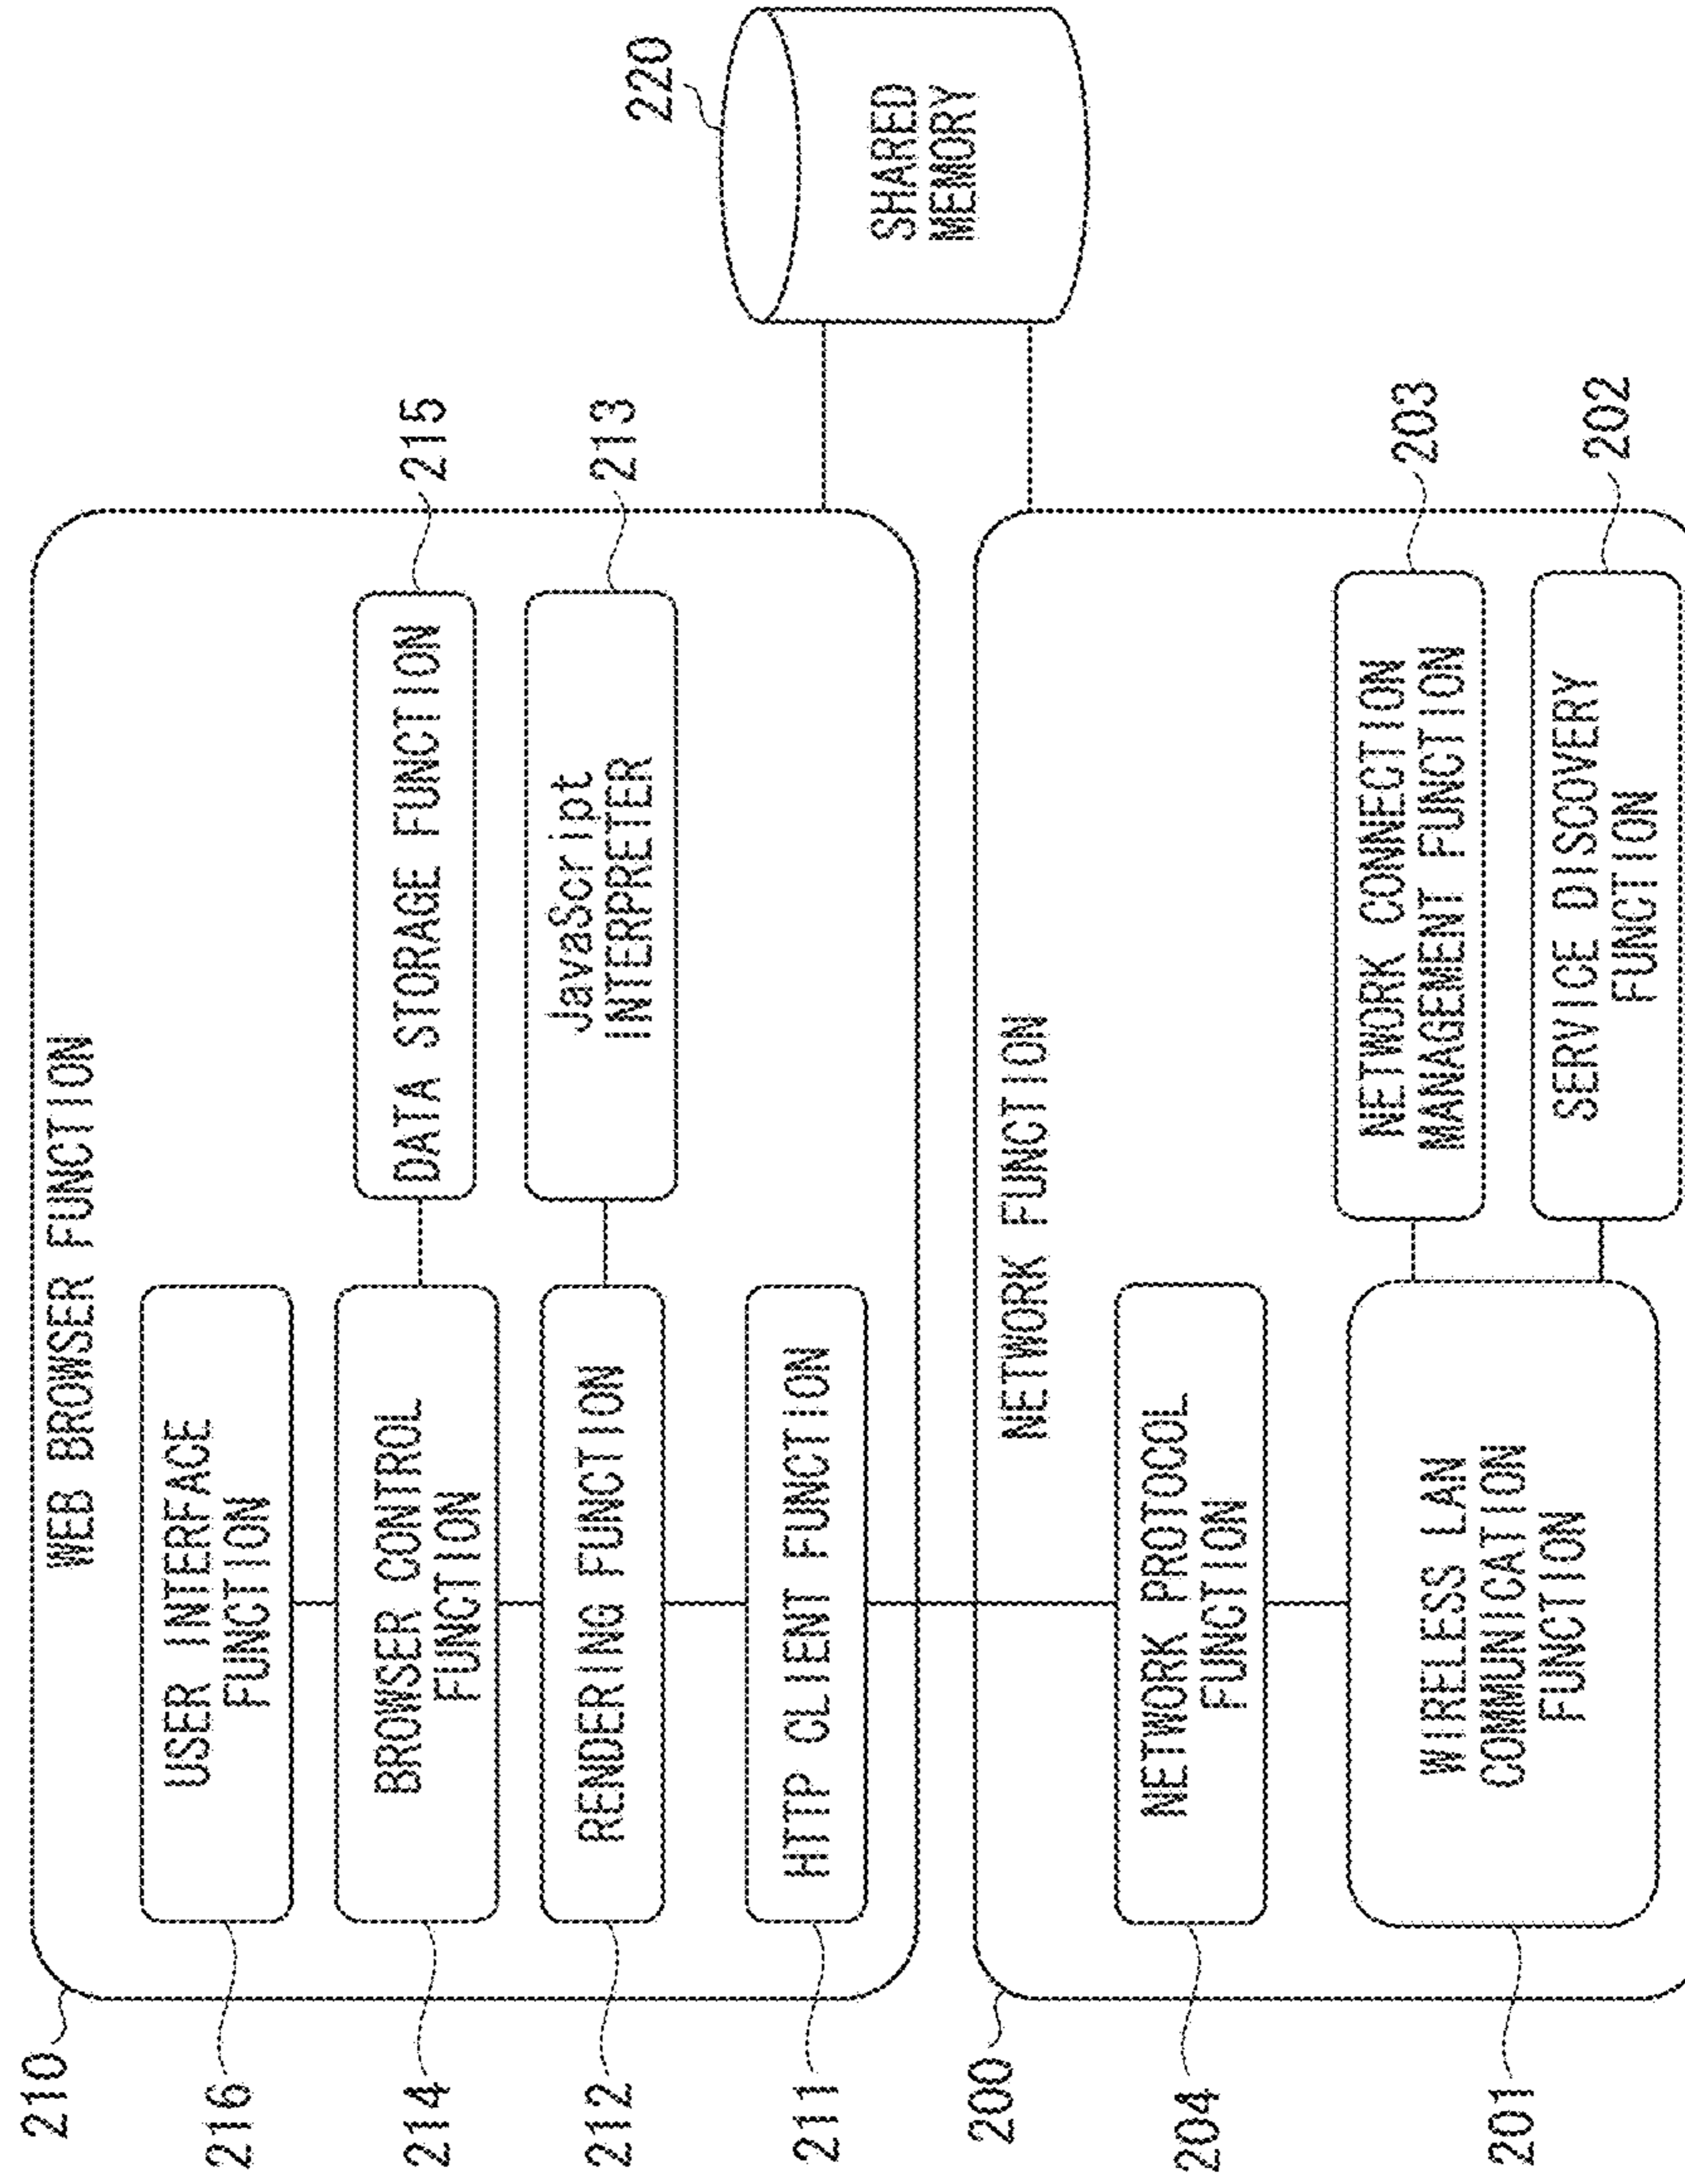 210
WEB BROWSER FUNCTION
216
USER INTERFACE
FUNCTION
214
BROWSER CONTROL
FUNCTION
DATA STORAGE FUNCTION
215
212
RENDERING FUNCTION
JavaScript
INTERPRETER
213
211
HTTP CLIENT FUNCTION
220
SHARED
MEMORY
200
NETWORK FUNCTION
204
NETWORK PROTOCOL
FUNCTION
201
WIRELESS LAN
COMMUNICATION
FUNCTION
NETWORK CONNECTION
MANAGEMENT FUNCTION
203
SERVICE DISCOVERY
FUNCTION
202